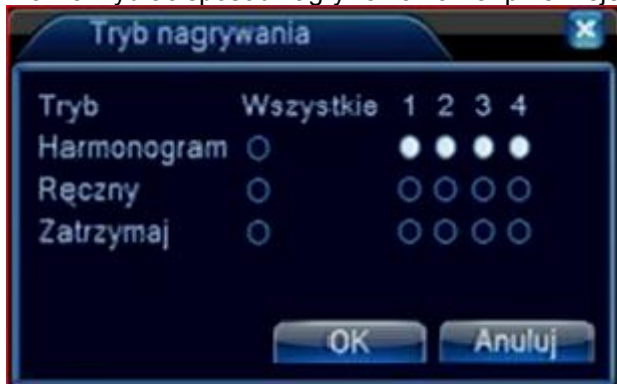 Tryb nagrywania
Tryb Wszystkie 1 2 3 4
Harmonogram
Ręczny
Zatrzymaj
OK Anuluj